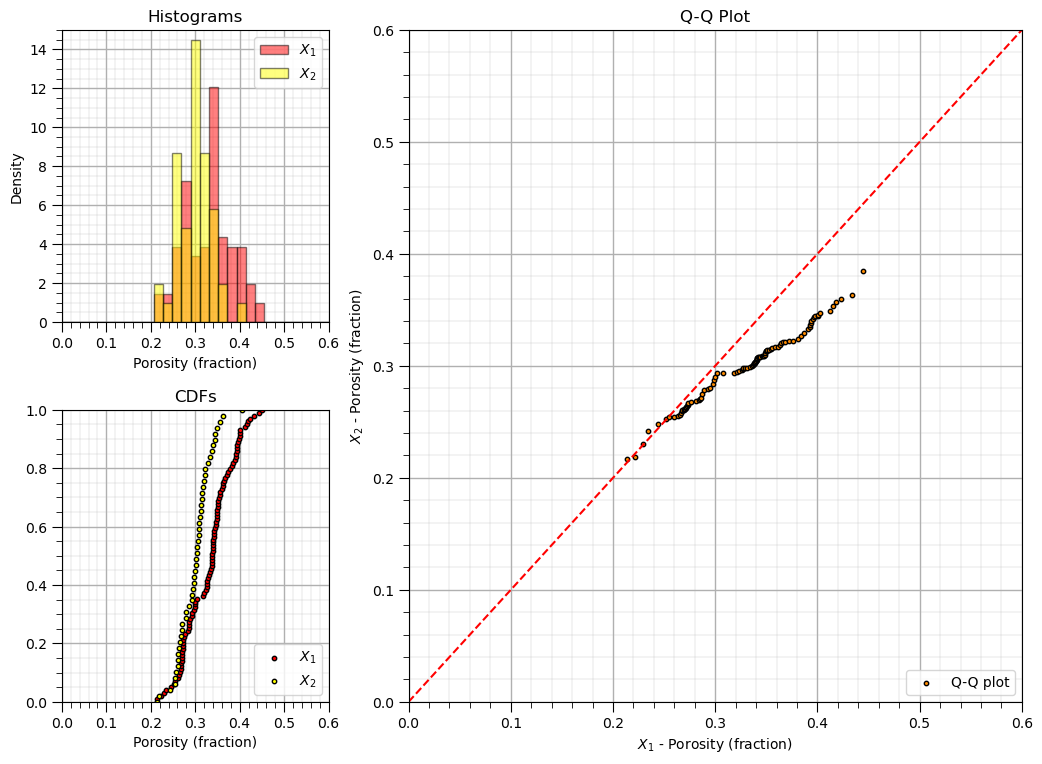 Histograms
14
12
10
8
6
4
2
0
Density
X₁
X₂
0.0 0.1 0.2 0.3 0.4 0.5 0.6
Porosity (fraction)
CDFs
1.0
0.8
0.6
0.4
0.2
0.0
X₁
X₂
0.0 0.1 0.2 0.3 0.4 0.5 0.6
Porosity (fraction)
Q-Q Plot
0.6
0.5
0.4
0.3
0.2
0.1
0.0
X₂ - Porosity (fraction)
Q-Q plot
0.0 0.1 0.2 0.3 0.4 0.5 0.6
X₁ - Porosity (fraction)